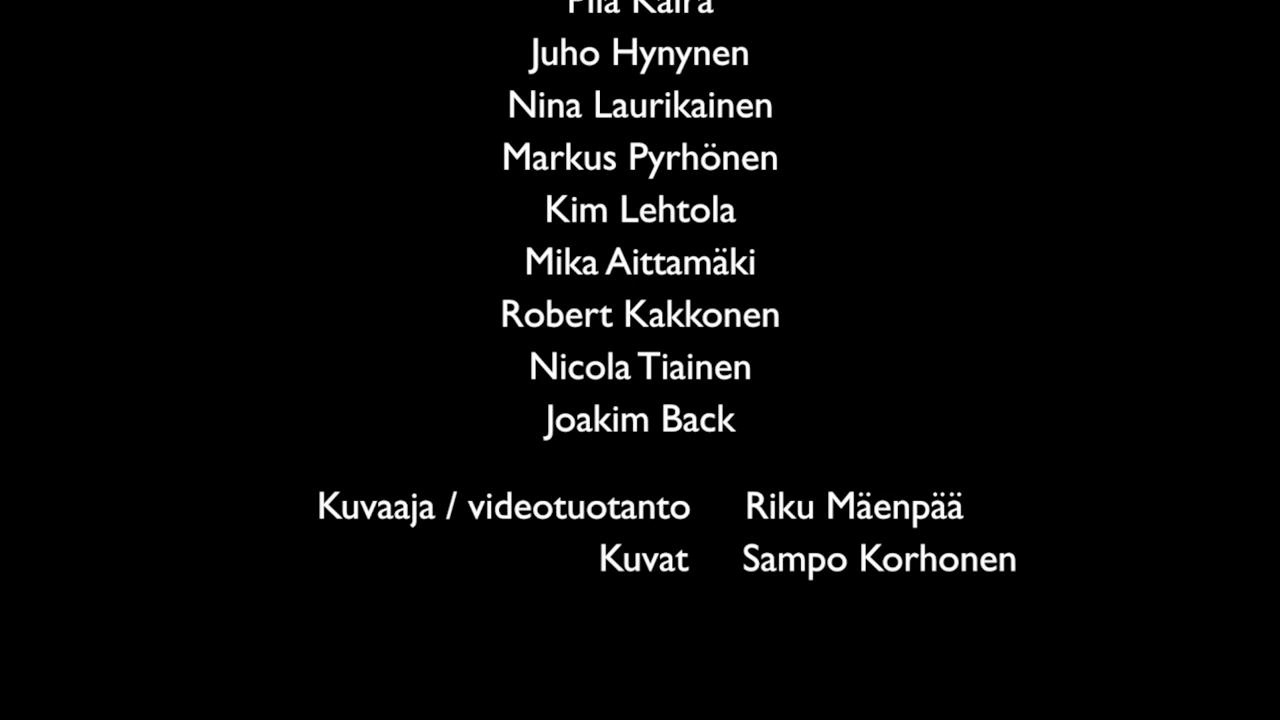 Juho Hynynen
Nina Laurikainen
Markus Pyrhönen
Kim Lehtola
Mika Aittamäki
Robert Kakkonen
Nicola Tiainen
Joakim Back
Kuvaaja / videotuotanto Riku Mäenpää
Kuvat Sampo Korhonen